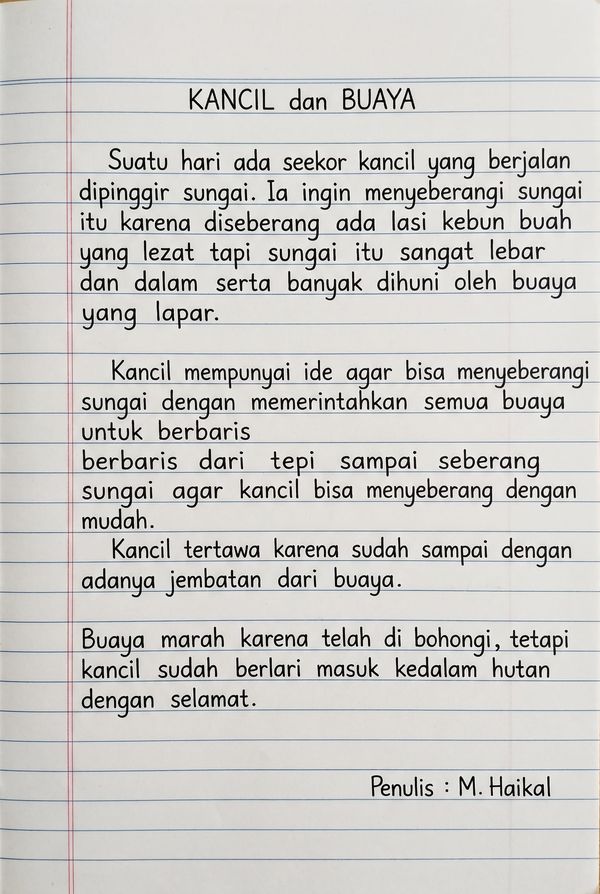 KANCIL dan BUAYA
Suatu hari ada seekor kancil yang berjalan
dipinggir sungai. Ia ingin menyeberangi sungai
itu karena diseberang ada lasi kebun buah
yang lezat tapi sungai itu sangat lebar
dan dalam serta banyak dihuni oleh buaya
yang lapar.
Kancil mempunyai ide agar bisa menyeberangi
sungai dengan memerintahkan semua buaya
untuk berbaris
berbaris dari tepi sampai seberang
sungai agar kancil bisa menyeberang dengan
mudah.
Kancil tertawa karena sudah sampai dengan
adanya jembatan dari buaya.
Buaya marah karena telah di bohongi, tetapi
kancil sudah berlari masuk kedalam hutan
dengan selamat.
Penulis : M. Haikal